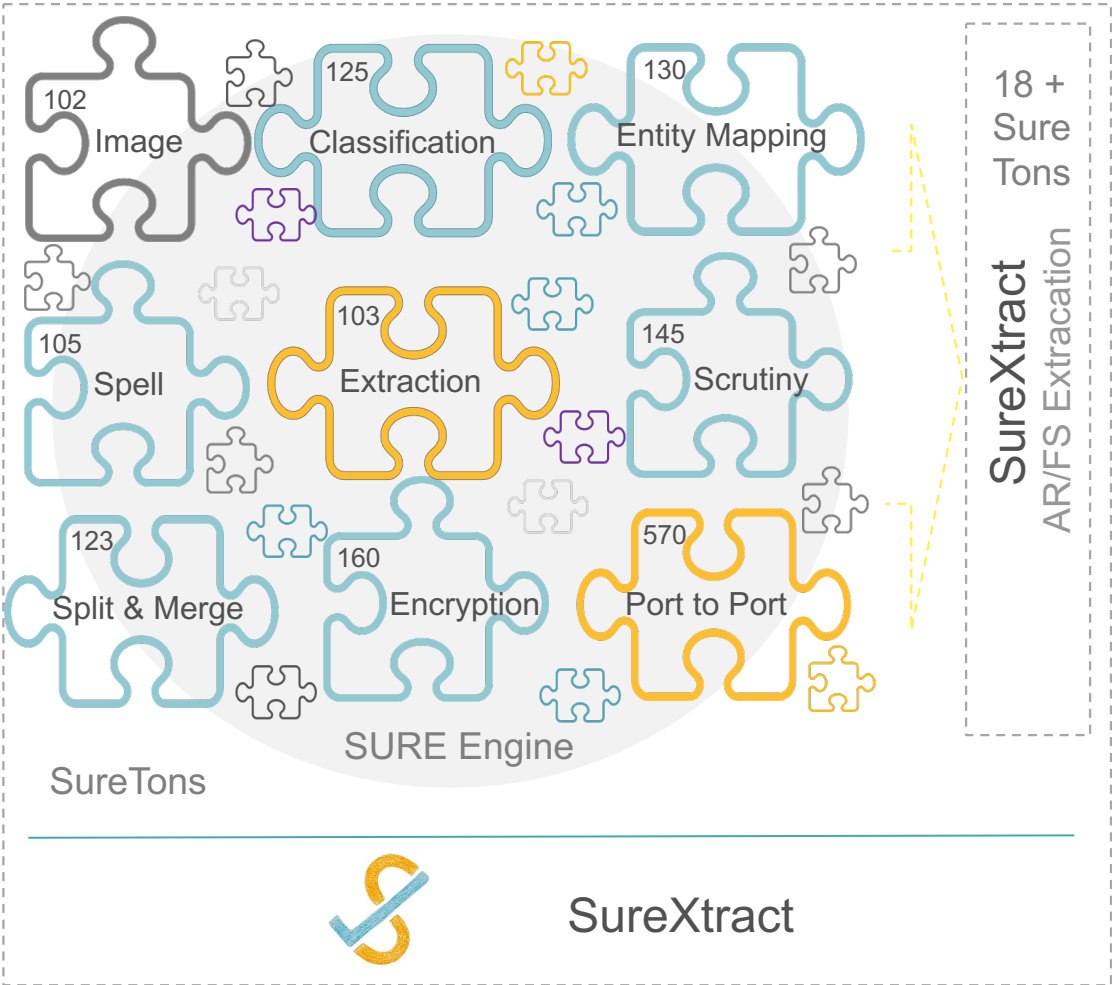 102
Image
125
Classification
130
Entity Mapping
105
Spell
103
Extraction
145
Scrutiny
123
Split & Merge
160
Encryption
570
Port to Port
SURE Engine
SureTons
18 +
Sure
Tons
SureXtract
AR/FS Extracation
SureXtract